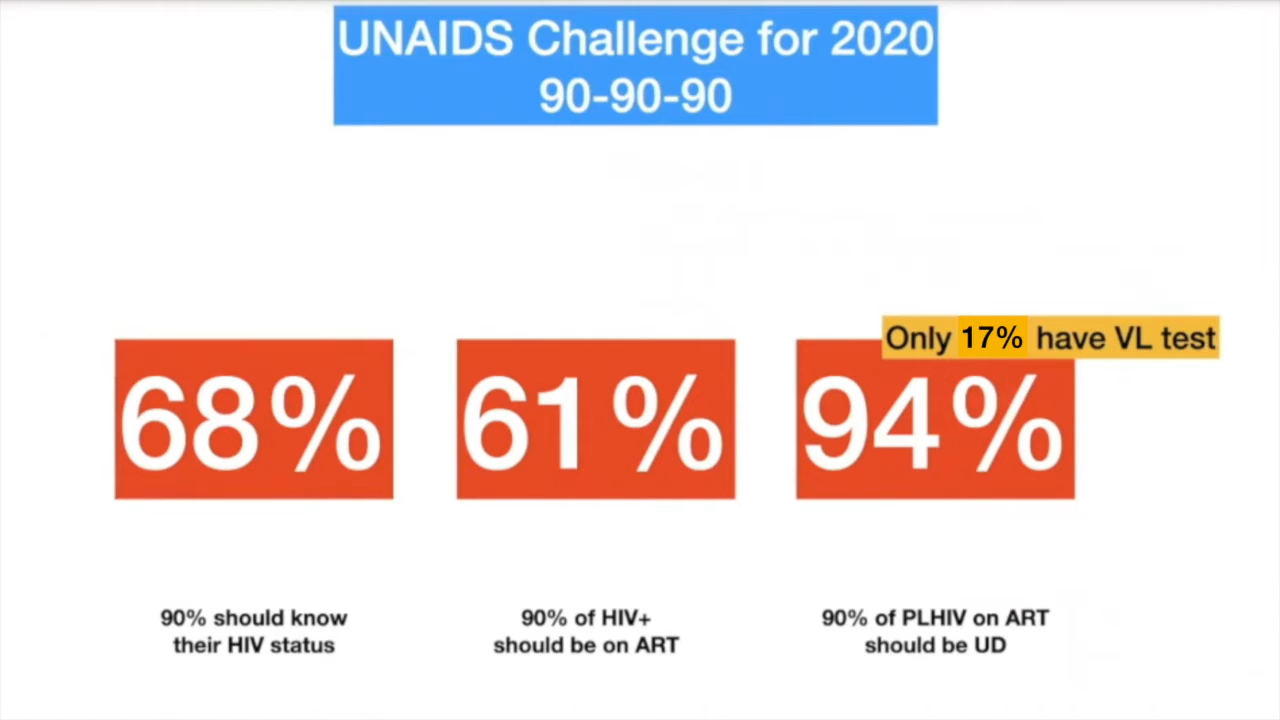 UNAIDS Challenge for 2020
90-90-90
Only 17% have VL test
68%
61%
94%
90% should know
their HIV status
90% of HIV+
should be on ART
90% of PLHIV on ART
should be UD